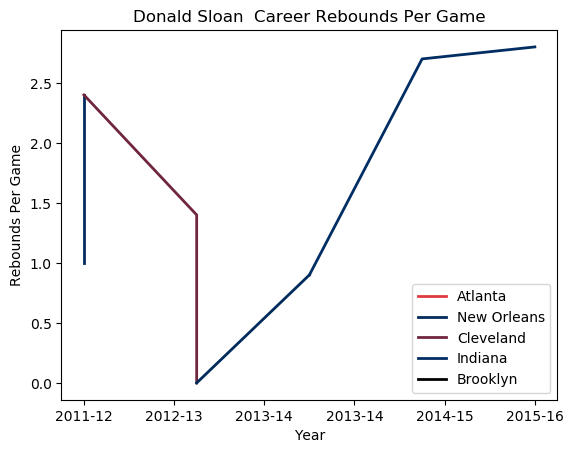 Donald Sloan  Career Rebounds Per Game
Rebounds Per Game
2.5
2.0
1.5
1.0
0.5
0.0
Atlanta
New Orleans
Cleveland
Indiana
Brooklyn
2011-12 2012-13 2013-14 2013-14 2014-15 2015-16
Year